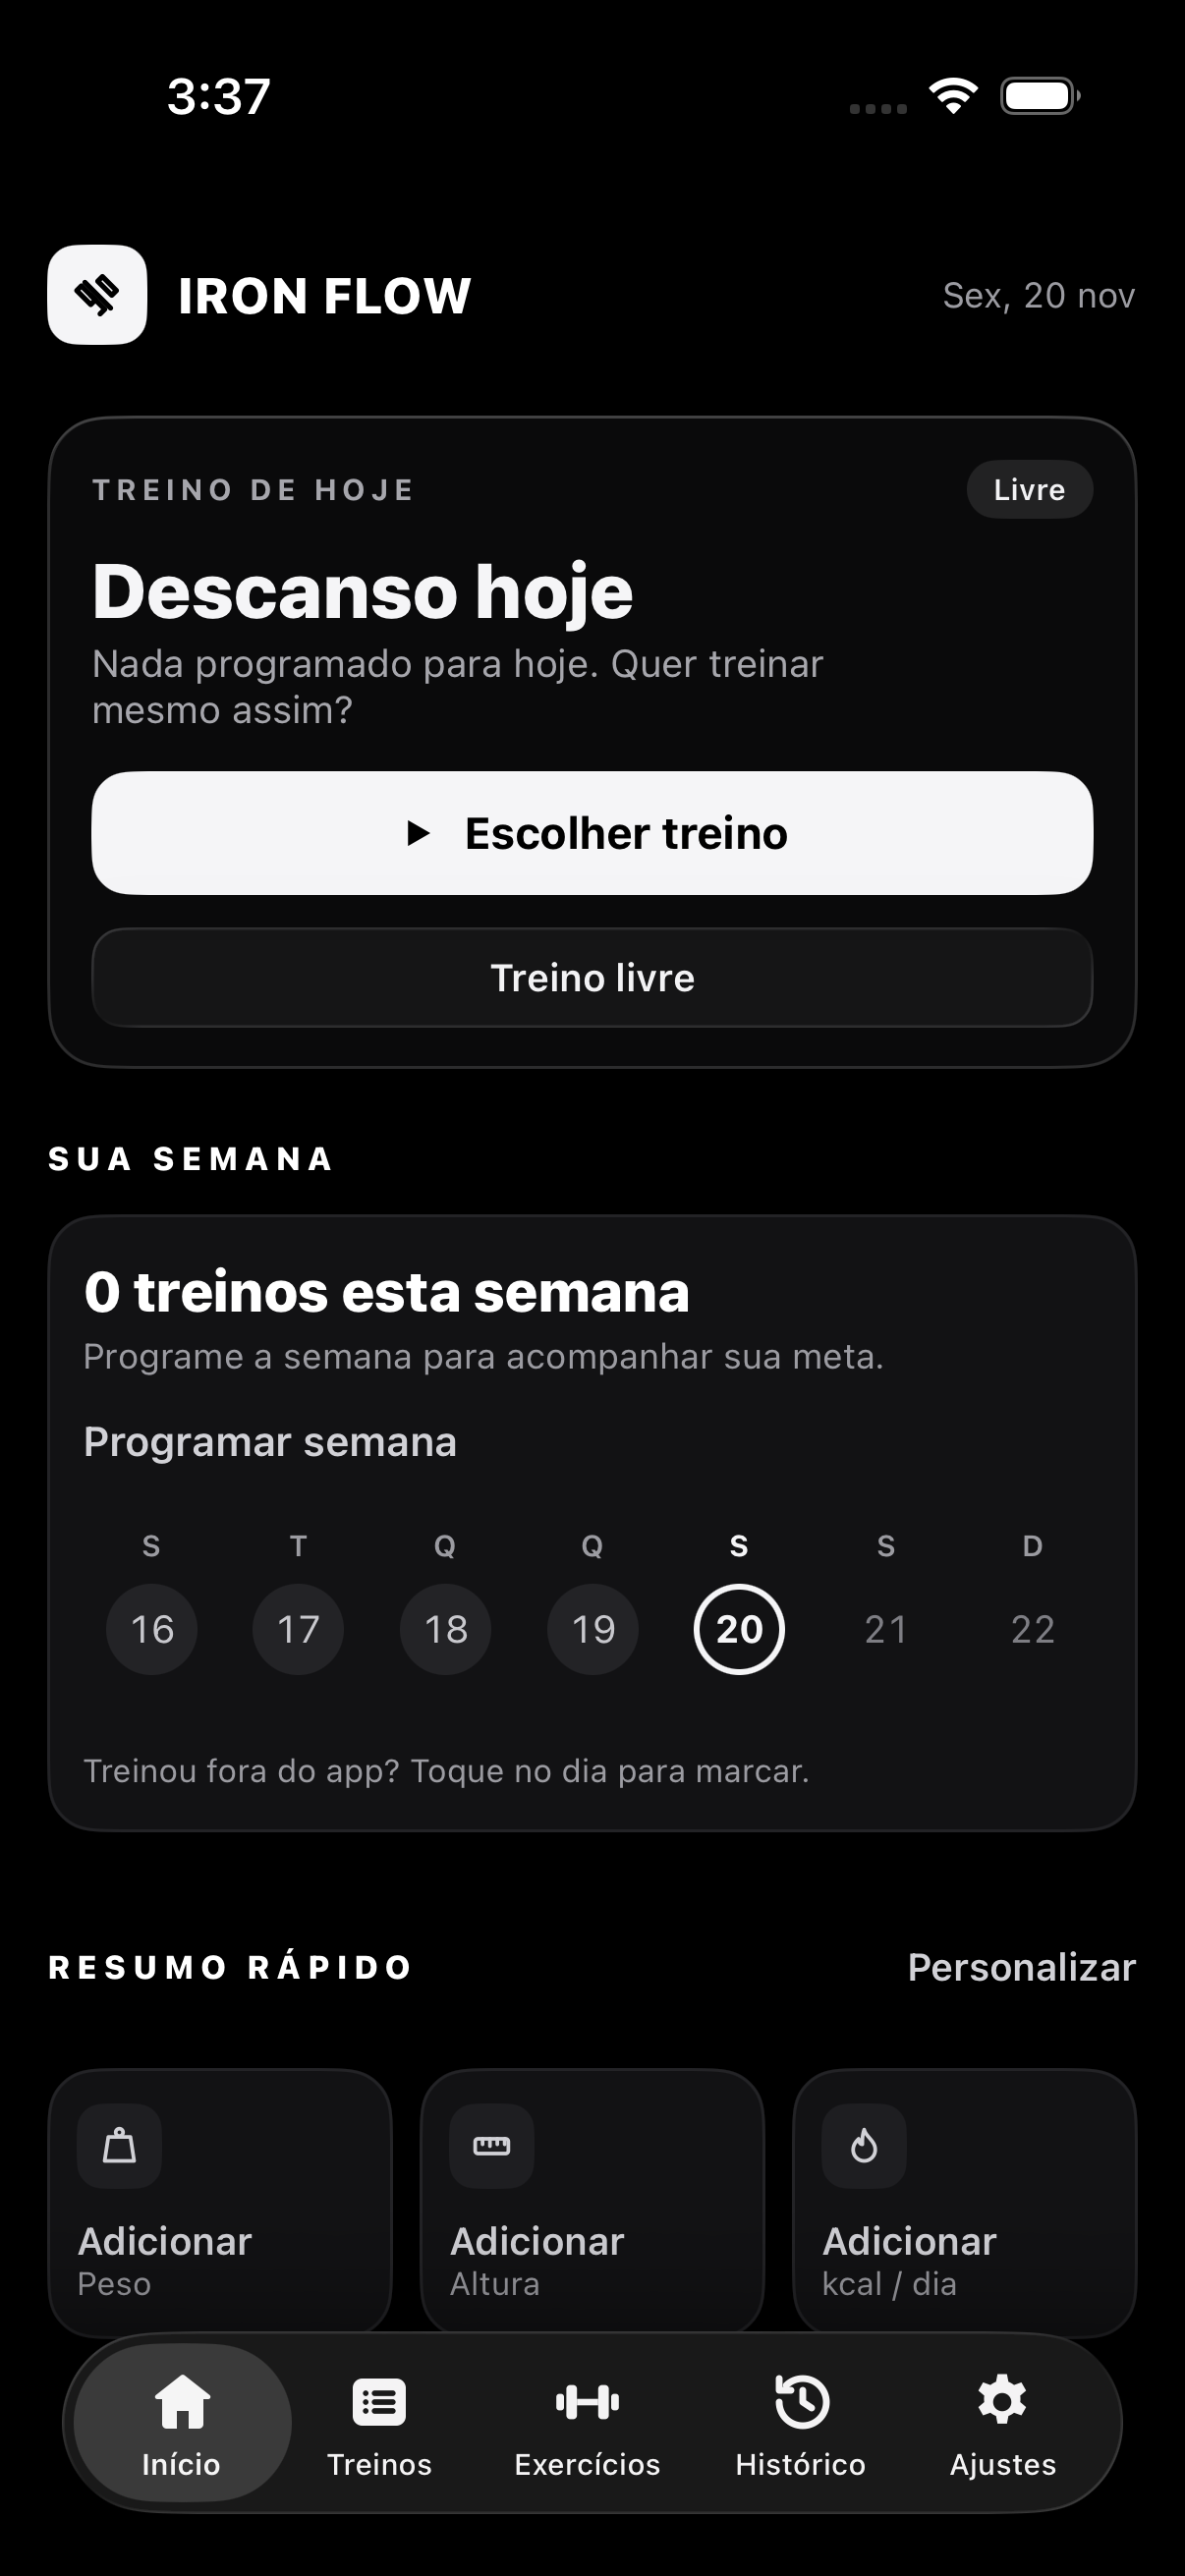 3:37
IRON FLOW
Sex, 20 nov
TREINO DE HOJE
Livre
Descanso hoje
Nada programado para hoje. Quer treinar
mesmo assim?
Escolher treino
Treino livre
SUA SEMANA
0 treinos esta semana
Programe a semana para acompanhar sua meta.
Programar semana
S T Q Q S S D
16 17 18 19 20 21 22
Treinou fora do app? Toque no dia para marcar.
RESUMO RÁPIDO
Personalizar
Adicionar
Peso
Adicionar
Altura
Adicionar
kcal / dia
Início
Treinos
Exercícios
Histórico
Ajustes